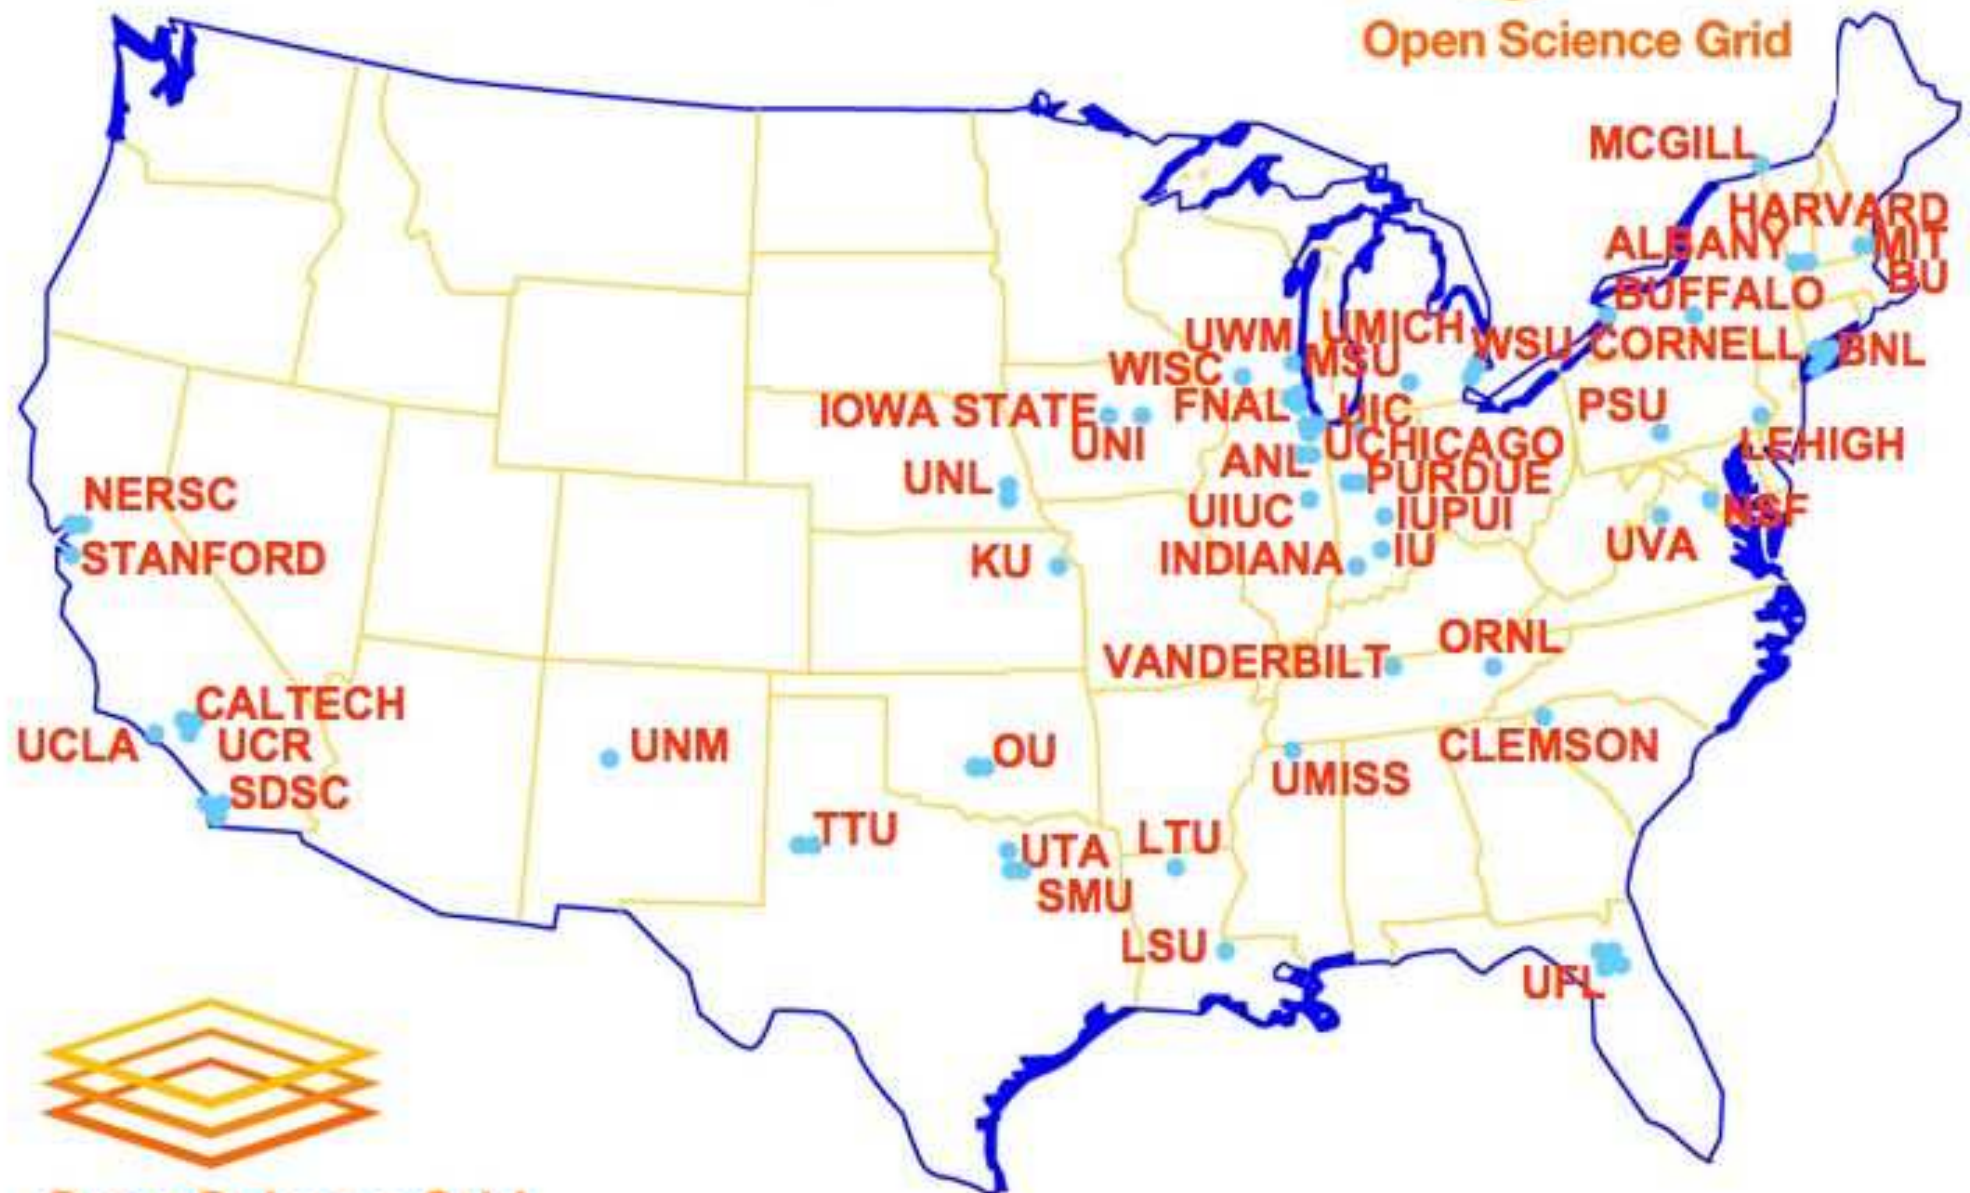 Open Science Grid
MCGILL
HARVARD
ALBANY
MIT
BU
BUFFALO
UWM
UMICH
WSU
CORNELL
BNL
WISC
MSU
IOWA STATE
FNAL
UIC
PSU
UNI
UCHICAGO
LEHIGH
ANL
UNL
PURDUE
NERSC
UIUC
IUPUI
NSF
STANFORD
KU
INDIANA
IU
UVA
VANDERBILT
ORNL
CALTECH
UCLA
UCR
UNM
OU
CLEMSON
UMISS
SDSC
TTU
UTA
LTU
SMU
LSU
UFL